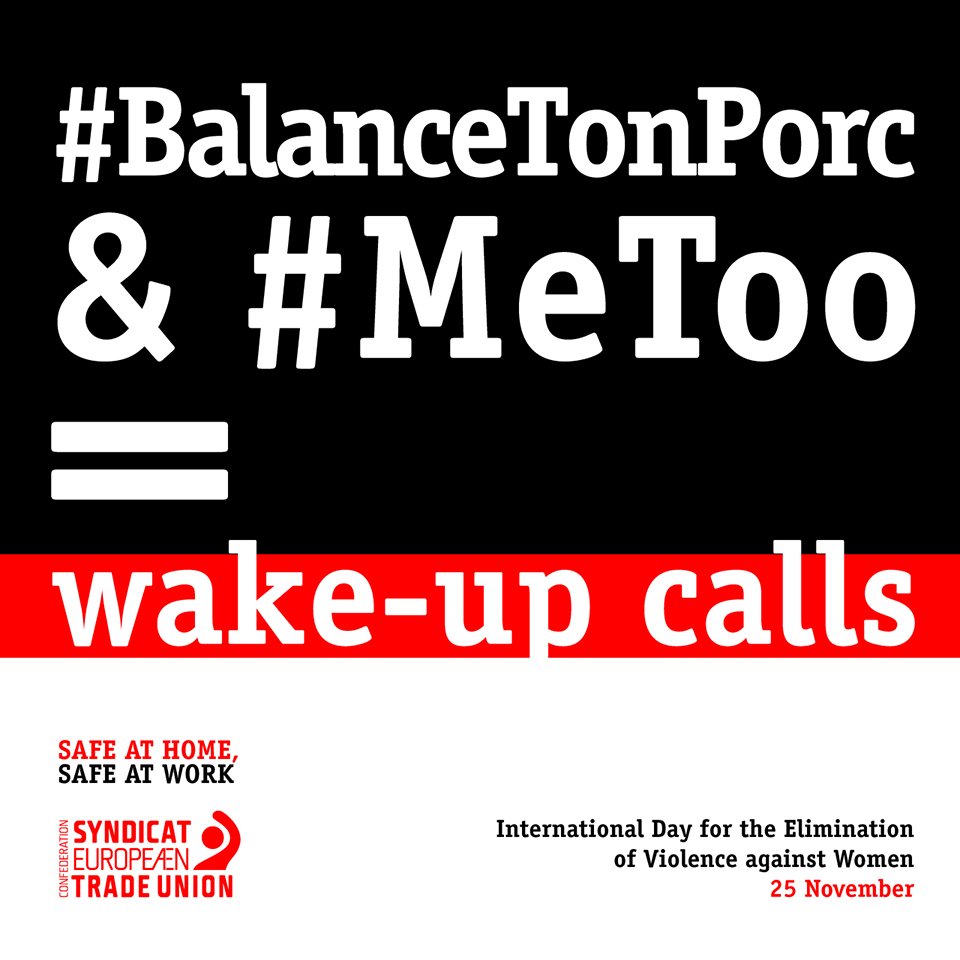 #BalanceTonPorc
& #MeToo
=
wake-up calls
SAFE AT HOME,
SAFE AT WORK
CONFEDERATION
SYNDICAT
EUROPEÆN
TRADE UNION
International Day for the Elimination
of Violence against Women
25 November